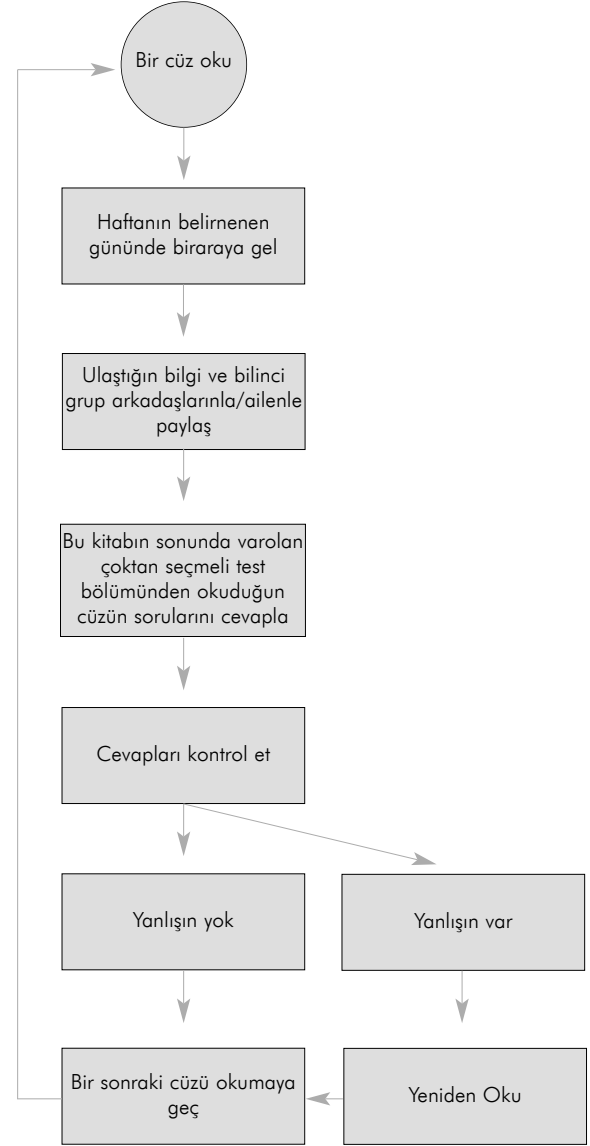 Bir cüz oku
Haftanın belirnenen
gününde biraraya gel
Ulaştığın bilgi ve bilinci
grup arkadaşlarınla/ailenle
paylaş
Bu kitabın sonunda varolan
çoktan seçmeli test
bölümünden okuduğun
cüzün sorularını cevapla
Cevapları kontrol et
Yanlışın yok
Yanlışın var
Bir sonraki cüzü okumaya
geç
Yeniden Oku